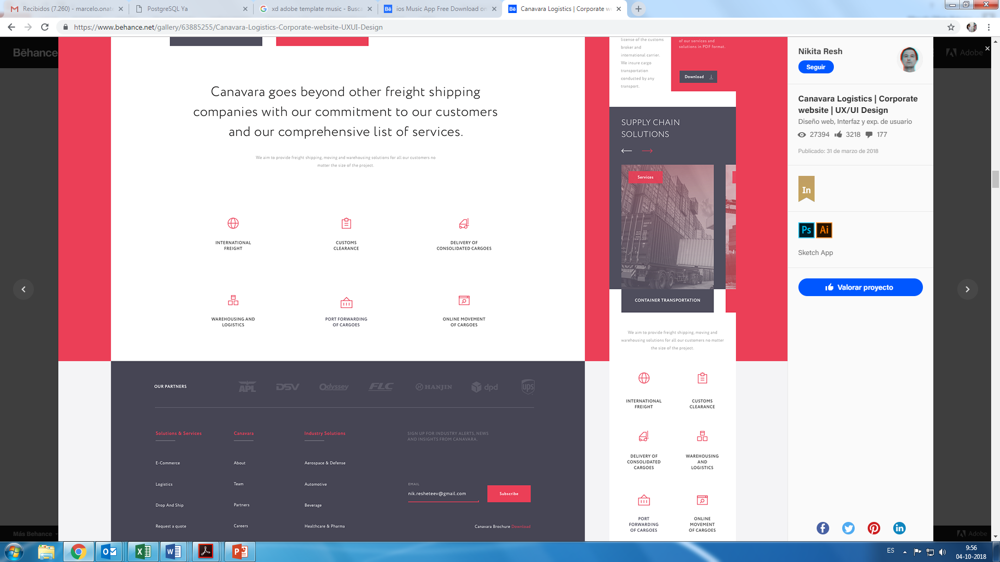 Recibidos (7.260) - marcelo.onate
PostgreSQL Ya
xd adobe template music - Busca
ios Music App Free Download on
Canavara Logistics | Corporate w
https://www.behance.net/gallery/63885255/Canavara-Logistics-Corporate-website-UXUI-Design
Bēhance
Adobe
Canavara goes beyond other freight shipping
companies with our commitment to our customers
and our comprehensive list of services.
We aim to provide freight shipping, moving and warehousing solutions for all our customers no
matter the size of the project.
INTERNATIONAL
FREIGHT
CUSTOMS
CLEARANCE
DELIVERY OF
CONSOLIDATED CARGOES
WAREHOUSING AND
LOGISTICS
PORT FORWARDING
OF CARGOES
ONLINE MOVEMENT
OF CARGOES
OUR PARTNERS
APL
DSV
Odyssey
FLC
HANJIN
dpd
ups
Solutions & Services
E-Commerce
Logistics
Drop And Ship
Request a quote
Canavara
About
Team
Partners
Careers
Industry Solutions
Aerospace & Defense
Automotive
Beverage
Healthcare & Pharma
SIGN UP FOR INDUSTRY ALERTS, NEWS
AND INSIGHTS FROM CANAVARA.
EMAIL
nik.resheteev@gmail.com
Subscribe
Canavara Brochure Download
license of the customs
broker and
international carrier.
We insure cargo
transportation
conducted by any
transport.
of our services and
solutions in PDF format.
Download
SUPPLY CHAIN
SOLUTIONS
Services
CONTAINER TRANSPORTATION
We aim to provide freight shipping, moving and
warehousing solutions for all our customers no matter
the size of the project.
INTERNATIONAL
FREIGHT
CUSTOMS
CLEARANCE
DELIVERY OF
CONSOLIDATED
CARGOES
WAREHOUSING
AND
LOGISTICS
PORT
FORWARDING
OF CARGOES
ONLINE
MOVEMENT
OF CARGOES
Nikita Resh
Seguir
Canavara Logistics | Corporate
website | UX/UI Design
Diseño web, Interfaz y exp. de usuario
27394 3218 177
Publicado: 31 de marzo de 2018
In
Ps Ai
Sketch App
Valorar proyecto
Más Behance
Adobe
ES
9:56
04-10-2018